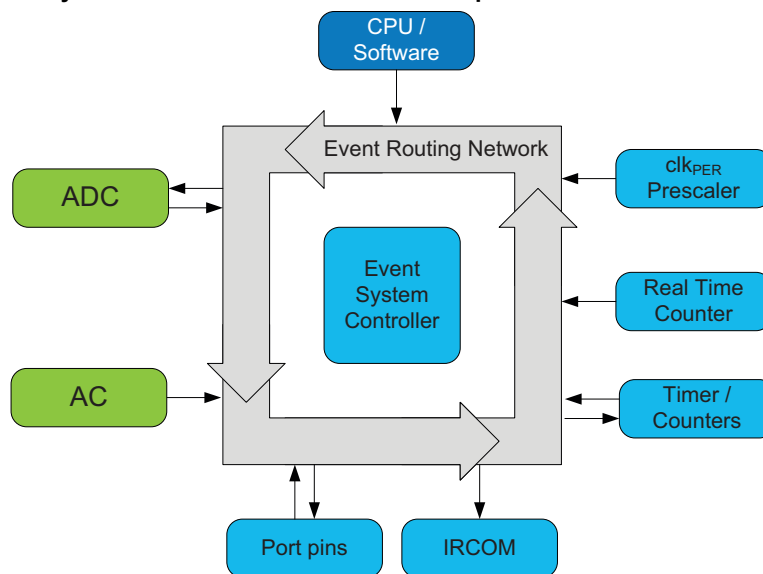 CPU /
Software
Event Routing Network
ADC
clkPER
Prescaler
Event
System
Controller
Real Time
Counter
AC
Timer /
Counters
Port pins
IRCOM